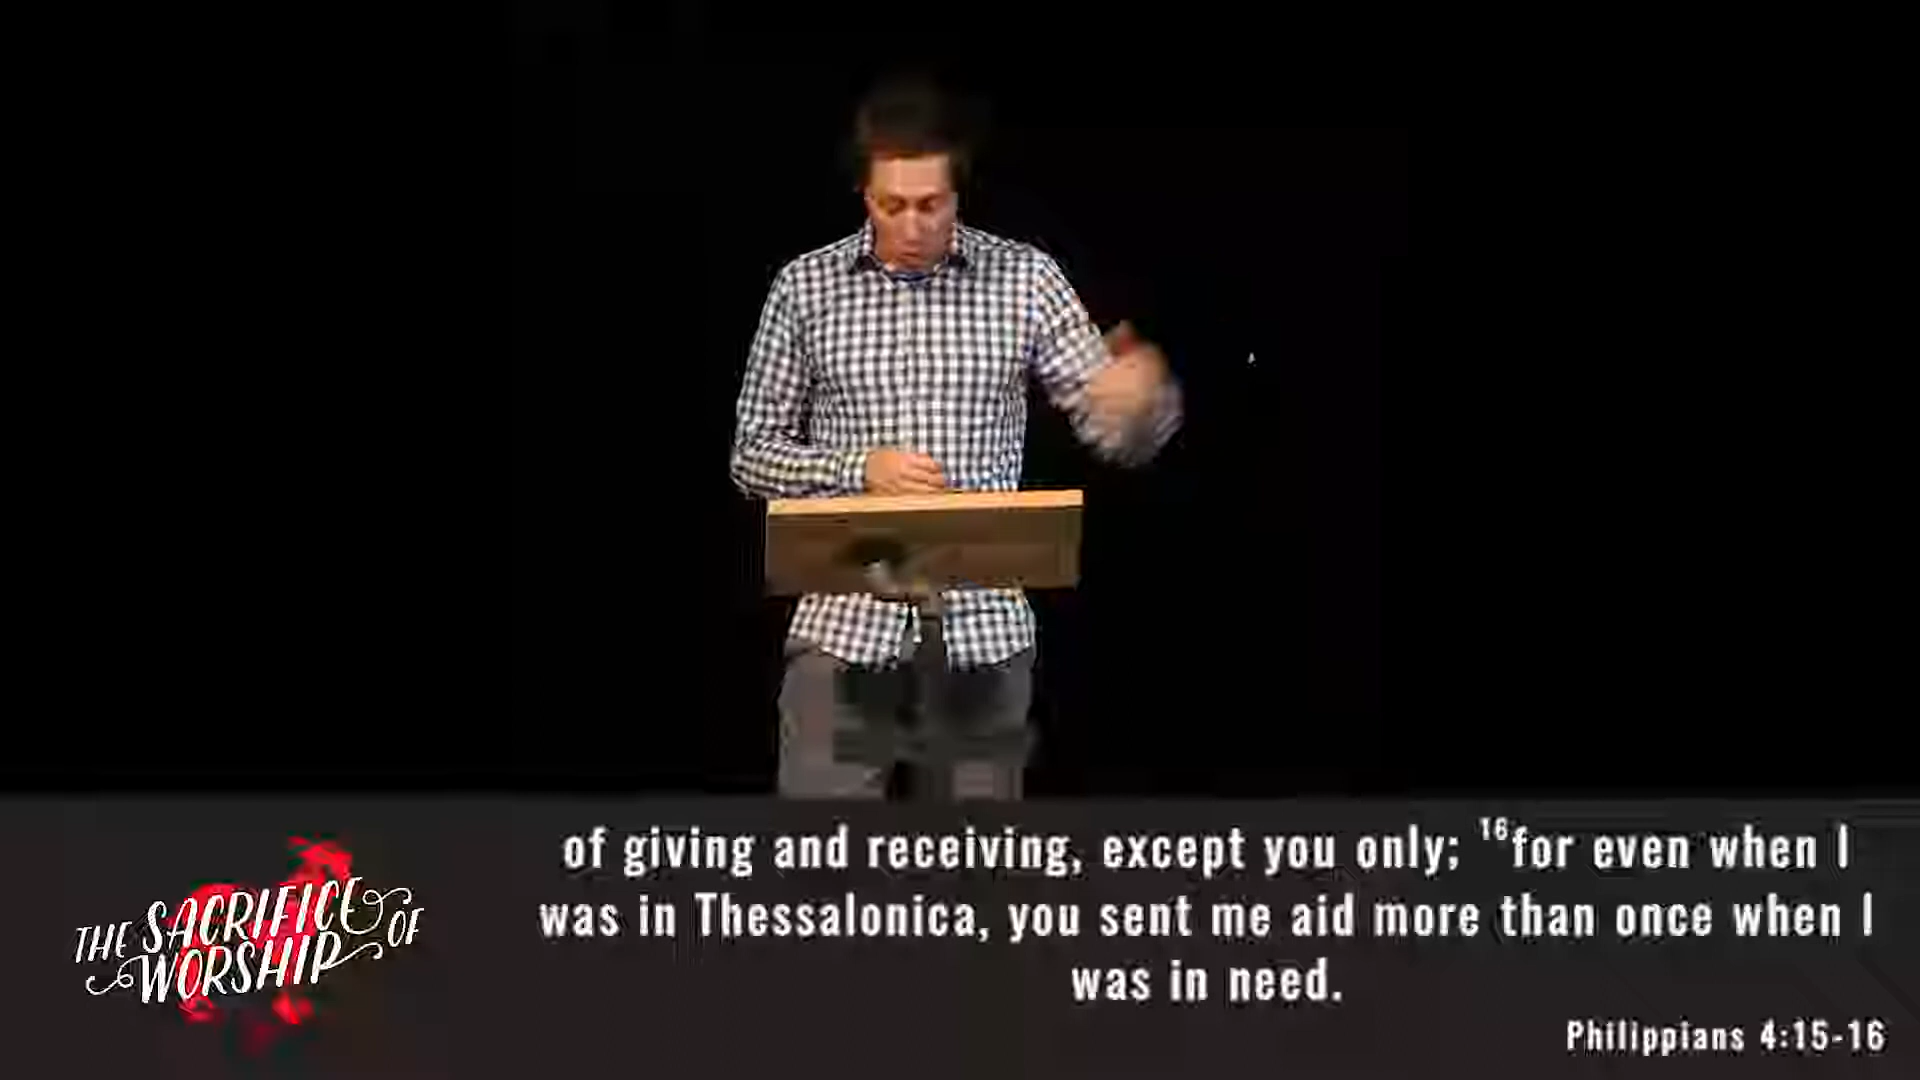 THE SACRIFICE OF
WORSHIP
of giving and receiving, except you only; ¹⁶for even when I
was in Thessalonica, you sent me aid more than once when I
was in need.
Philippians 4:15-16